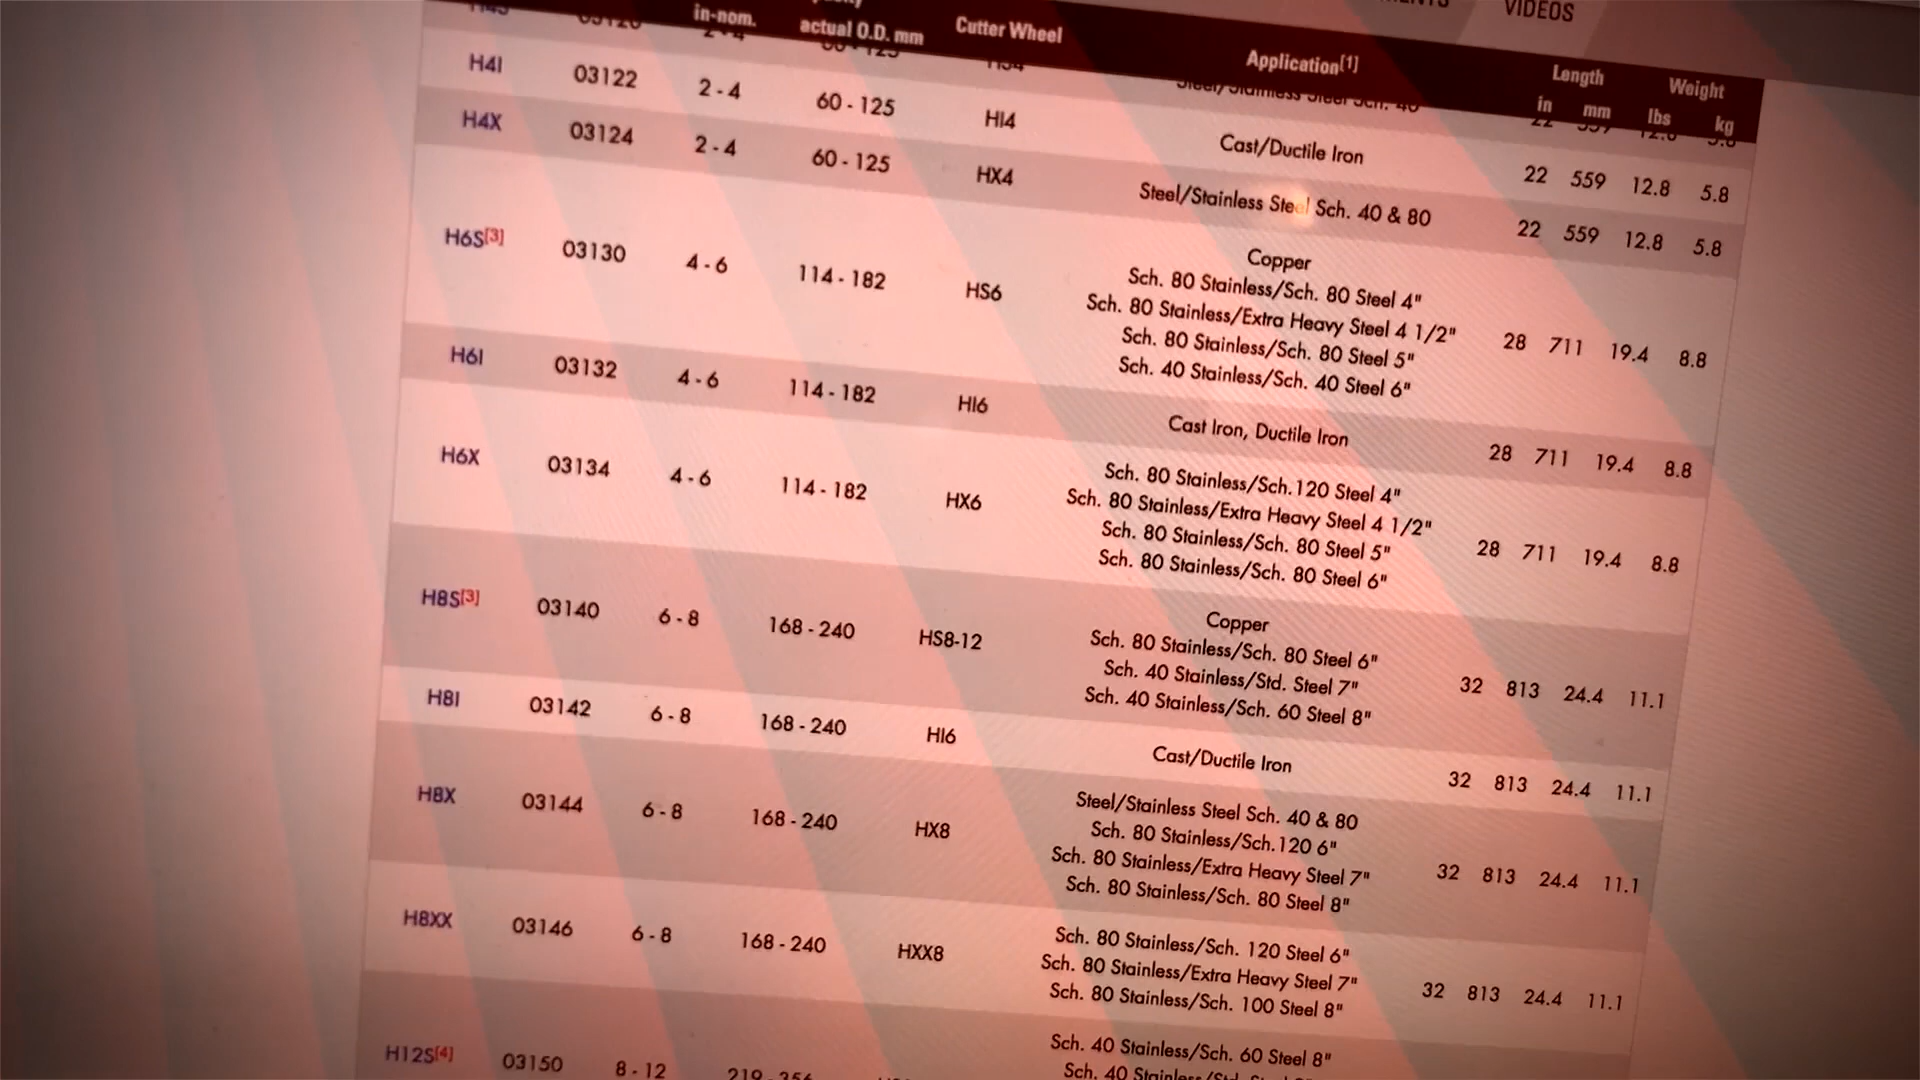 VIDEOS
in-nom.
actual O.D. mm
Cutter Wheel
Application[1]
Length
Weight
in mm lbs kg
H4I 03122 2 - 4 60 - 125 HI4 Cast/Ductile Iron 22 559 12.8 5.8
H4X 03124 2 - 4 60 - 125 HX4 Steel/Stainless Steel Sch. 40 & 80 22 559 12.8 5.8
H6S[3] 03130 4 - 6 114 - 182 HS6
Copper
Sch. 80 Stainless/Sch. 80 Steel 4"
Sch. 80 Stainless/Extra Heavy Steel 4 1/2"
Sch. 80 Stainless/Sch. 80 Steel 5"
Sch. 40 Stainless/Sch. 40 Steel 6"
28 711 19.4 8.8
H6I 03132 4 - 6 114 - 182 HI6 Cast Iron, Ductile Iron 28 711 19.4 8.8
H6X 03134 4 - 6 114 - 182 HX6
Sch. 80 Stainless/Sch.120 Steel 4"
Sch. 80 Stainless/Extra Heavy Steel 4 1/2"
Sch. 80 Stainless/Sch. 80 Steel 5"
Sch. 80 Stainless/Sch. 80 Steel 6"
28 711 19.4 8.8
H8S[3] 03140 6 - 8 168 - 240 HS8-12
Copper
Sch. 80 Stainless/Sch. 80 Steel 6"
Sch. 40 Stainless/Std. Steel 7"
Sch. 40 Stainless/Sch. 60 Steel 8"
32 813 24.4 11.1
H8I 03142 6 - 8 168 - 240 HI6 Cast/Ductile Iron 32 813 24.4 11.1
H8X 03144 6 - 8 168 - 240 HX8
Steel/Stainless Steel Sch. 40 & 80
Sch. 80 Stainless/Sch.120 6"
Sch. 80 Stainless/Extra Heavy Steel 7"
Sch. 80 Stainless/Sch. 80 Steel 8"
32 813 24.4 11.1
H8XX 03146 6 - 8 168 - 240 HXX8
Sch. 80 Stainless/Sch. 120 Steel 6"
Sch. 80 Stainless/Extra Heavy Steel 7"
Sch. 80 Stainless/Sch. 100 Steel 8"
32 813 24.4 11.1
H12S[4] 03150 8 - 12
Sch. 40 Stainless/Sch. 60 Steel 8"
Sch. 40